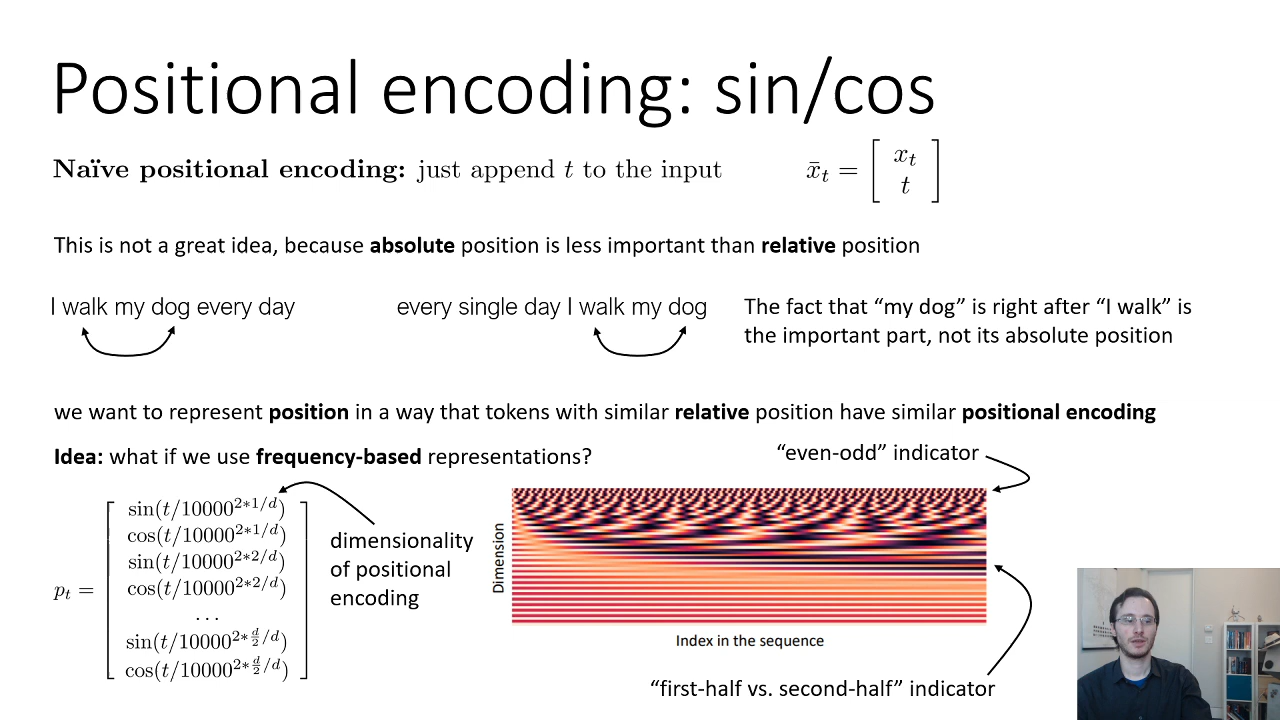 Positional encoding: sin/cos
Naïve positional encoding: just append t to the input
x̄_t = [ x_t
t ]
This is not a great idea, because absolute position is less important than relative position
I walk my dog every day
every single day I walk my dog
The fact that “my dog” is right after “I walk” is
the important part, not its absolute position
we want to represent position in a way that tokens with similar relative position have similar positional encoding
Idea: what if we use frequency-based representations?
“even-odd” indicator
p_t =
sin(t/10000^{2*1/d})
cos(t/10000^{2*1/d})
sin(t/10000^{2*2/d})
cos(t/10000^{2*2/d})
...
sin(t/10000^{2*\frac{d}{2}/d})
cos(t/10000^{2*\frac{d}{2}/d})
dimensionality
of positional
encoding
Dimension
Index in the sequence
“first-half vs. second-half” indicator